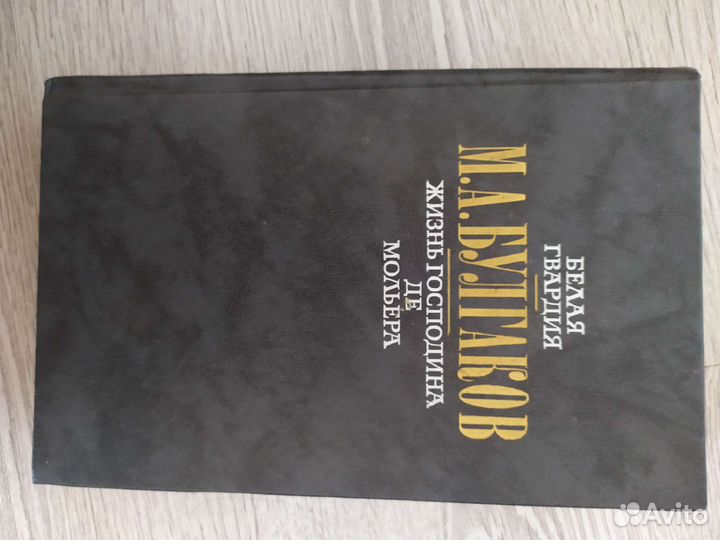 БЕЛАЯ
ГВАРДИЯ
М.А.БУЛГАКОВ
ЖИЗНЬ ГОСПОДИНА
ДЕ
МОЛЬЕРА
Avito